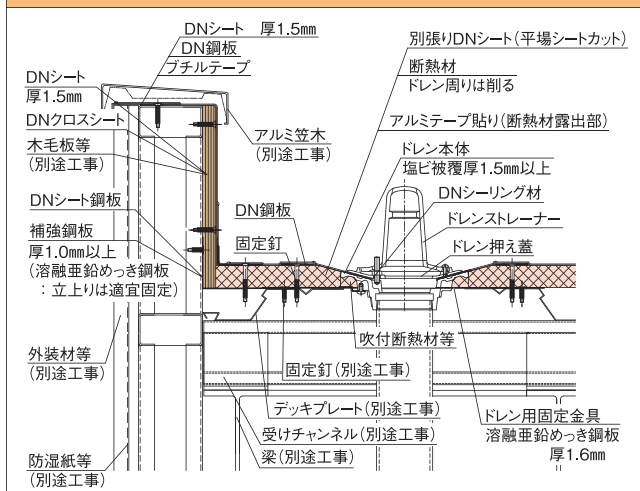 DNシート　厚1.5mm
DN鋼板
ブチルテープ
DNシート
厚1.5mm
DNクロスシート
木毛板等
(別途工事)
DNシート鋼板
補強鋼板
厚1.0mm以上
(溶融亜鉛めっき鋼板
：立上りは適宜固定)
外装材等
(別途工事)
防湿紙等
(別途工事)
アルミ笠木
(別途工事)
DN鋼板
固定釘
別張りDNシート(平場シートカット)
断熱材
ドレン周りは削る
アルミテープ貼り(断熱材露出部)
ドレン本体
塩ビ被覆厚1.5mm以上
DNシーリング材
ドレンストレーナー
ドレン押え蓋
吹付断熱材等
固定釘(別途工事)
デッキプレート(別途工事)
受けチャンネル(別途工事)
梁(別途工事)
ドレン用固定金具
溶融亜鉛めっき鋼板
厚1.6mm